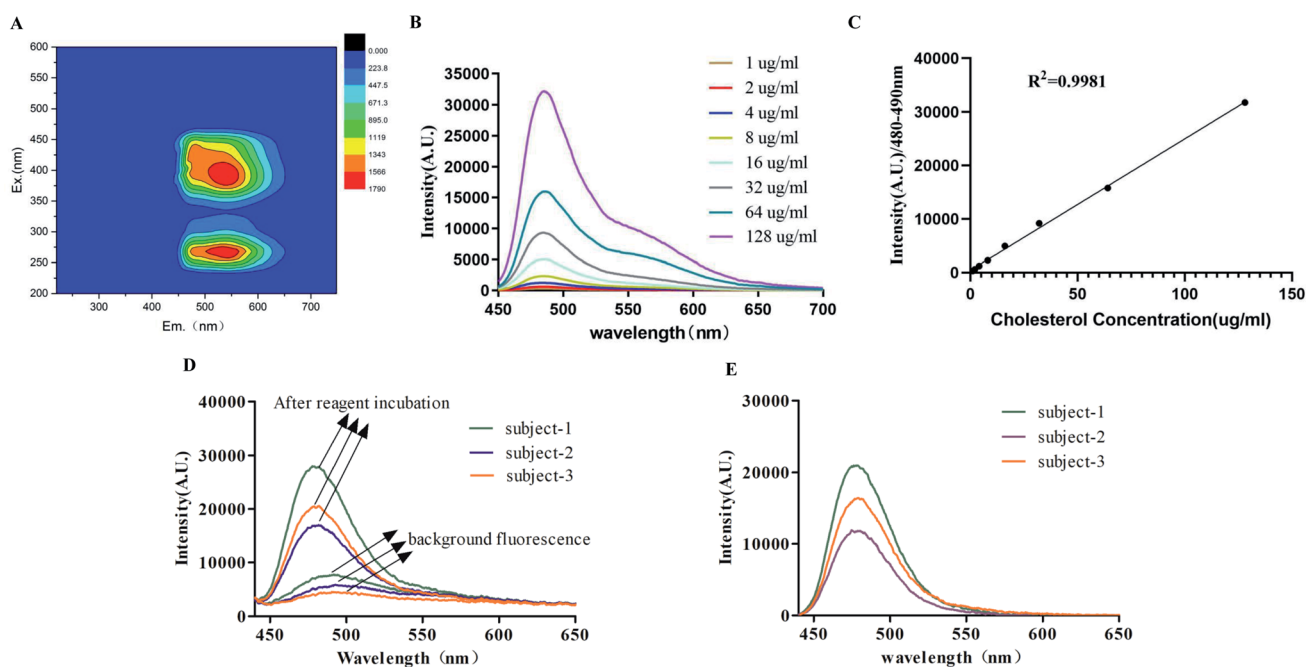 A
600
550
500
450
400
350
300
250
200
Ex.(nm)
300
400
500
600
700
Em.（nm）
0.000
223.8
447.5
671.3
895.0
1119
1343
1566
1790
B
35000
30000
25000
20000
15000
10000
5000
0
Intensity(A.U.)
450
500
550
600
650
700
wavelength（nm）
1 ug/ml
2 ug/ml
4 ug/ml
8 ug/ml
16 ug/ml
32 ug/ml
64 ug/ml
128 ug/ml
C
40000
30000
20000
10000
0
Intensity(A.U.)/480-490nm
R²=0.9981
0
50
100
150
Cholesterol Concentration(ug/ml)
D
40000
30000
20000
10000
0
Intensity(A.U.)
After reagent incubation
background fluorescence
subject-1
subject-2
subject-3
450
500
550
600
650
Wavelength（nm）
E
30000
20000
10000
0
Intensity(A.U.)
subject-1
subject-2
subject-3
450
500
550
600
650
wavelength（nm）